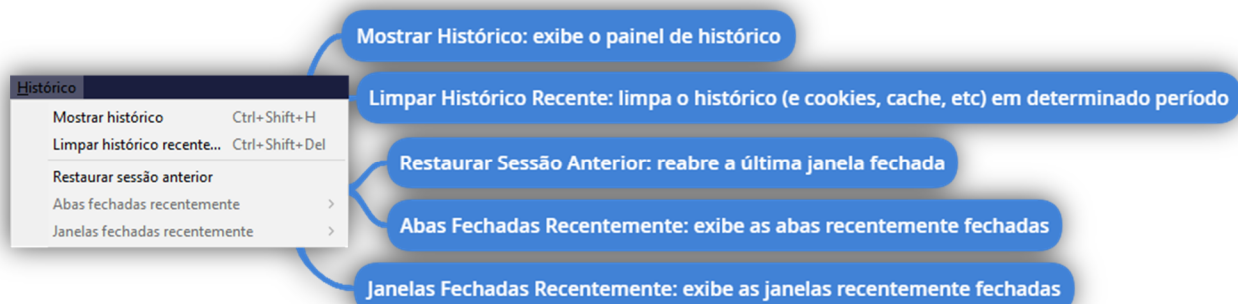 Mostrar Histórico: exibe o painel de histórico
Histórico
Limpar Histórico Recente: limpa o histórico (e cookies, cache, etc) em determinado período
Mostrar histórico Ctrl+Shift+H
Limpar histórico recente... Ctrl+Shift+Del
Restaurar Sessão Anterior: reabre a última janela fechada
Restaurar sessão anterior
Abas fechadas recentemente >
Abas Fechadas Recentemente: exibe as abas recentemente fechadas
Janelas fechadas recentemente >
Janelas Fechadas Recentemente: exibe as janelas recentemente fechadas